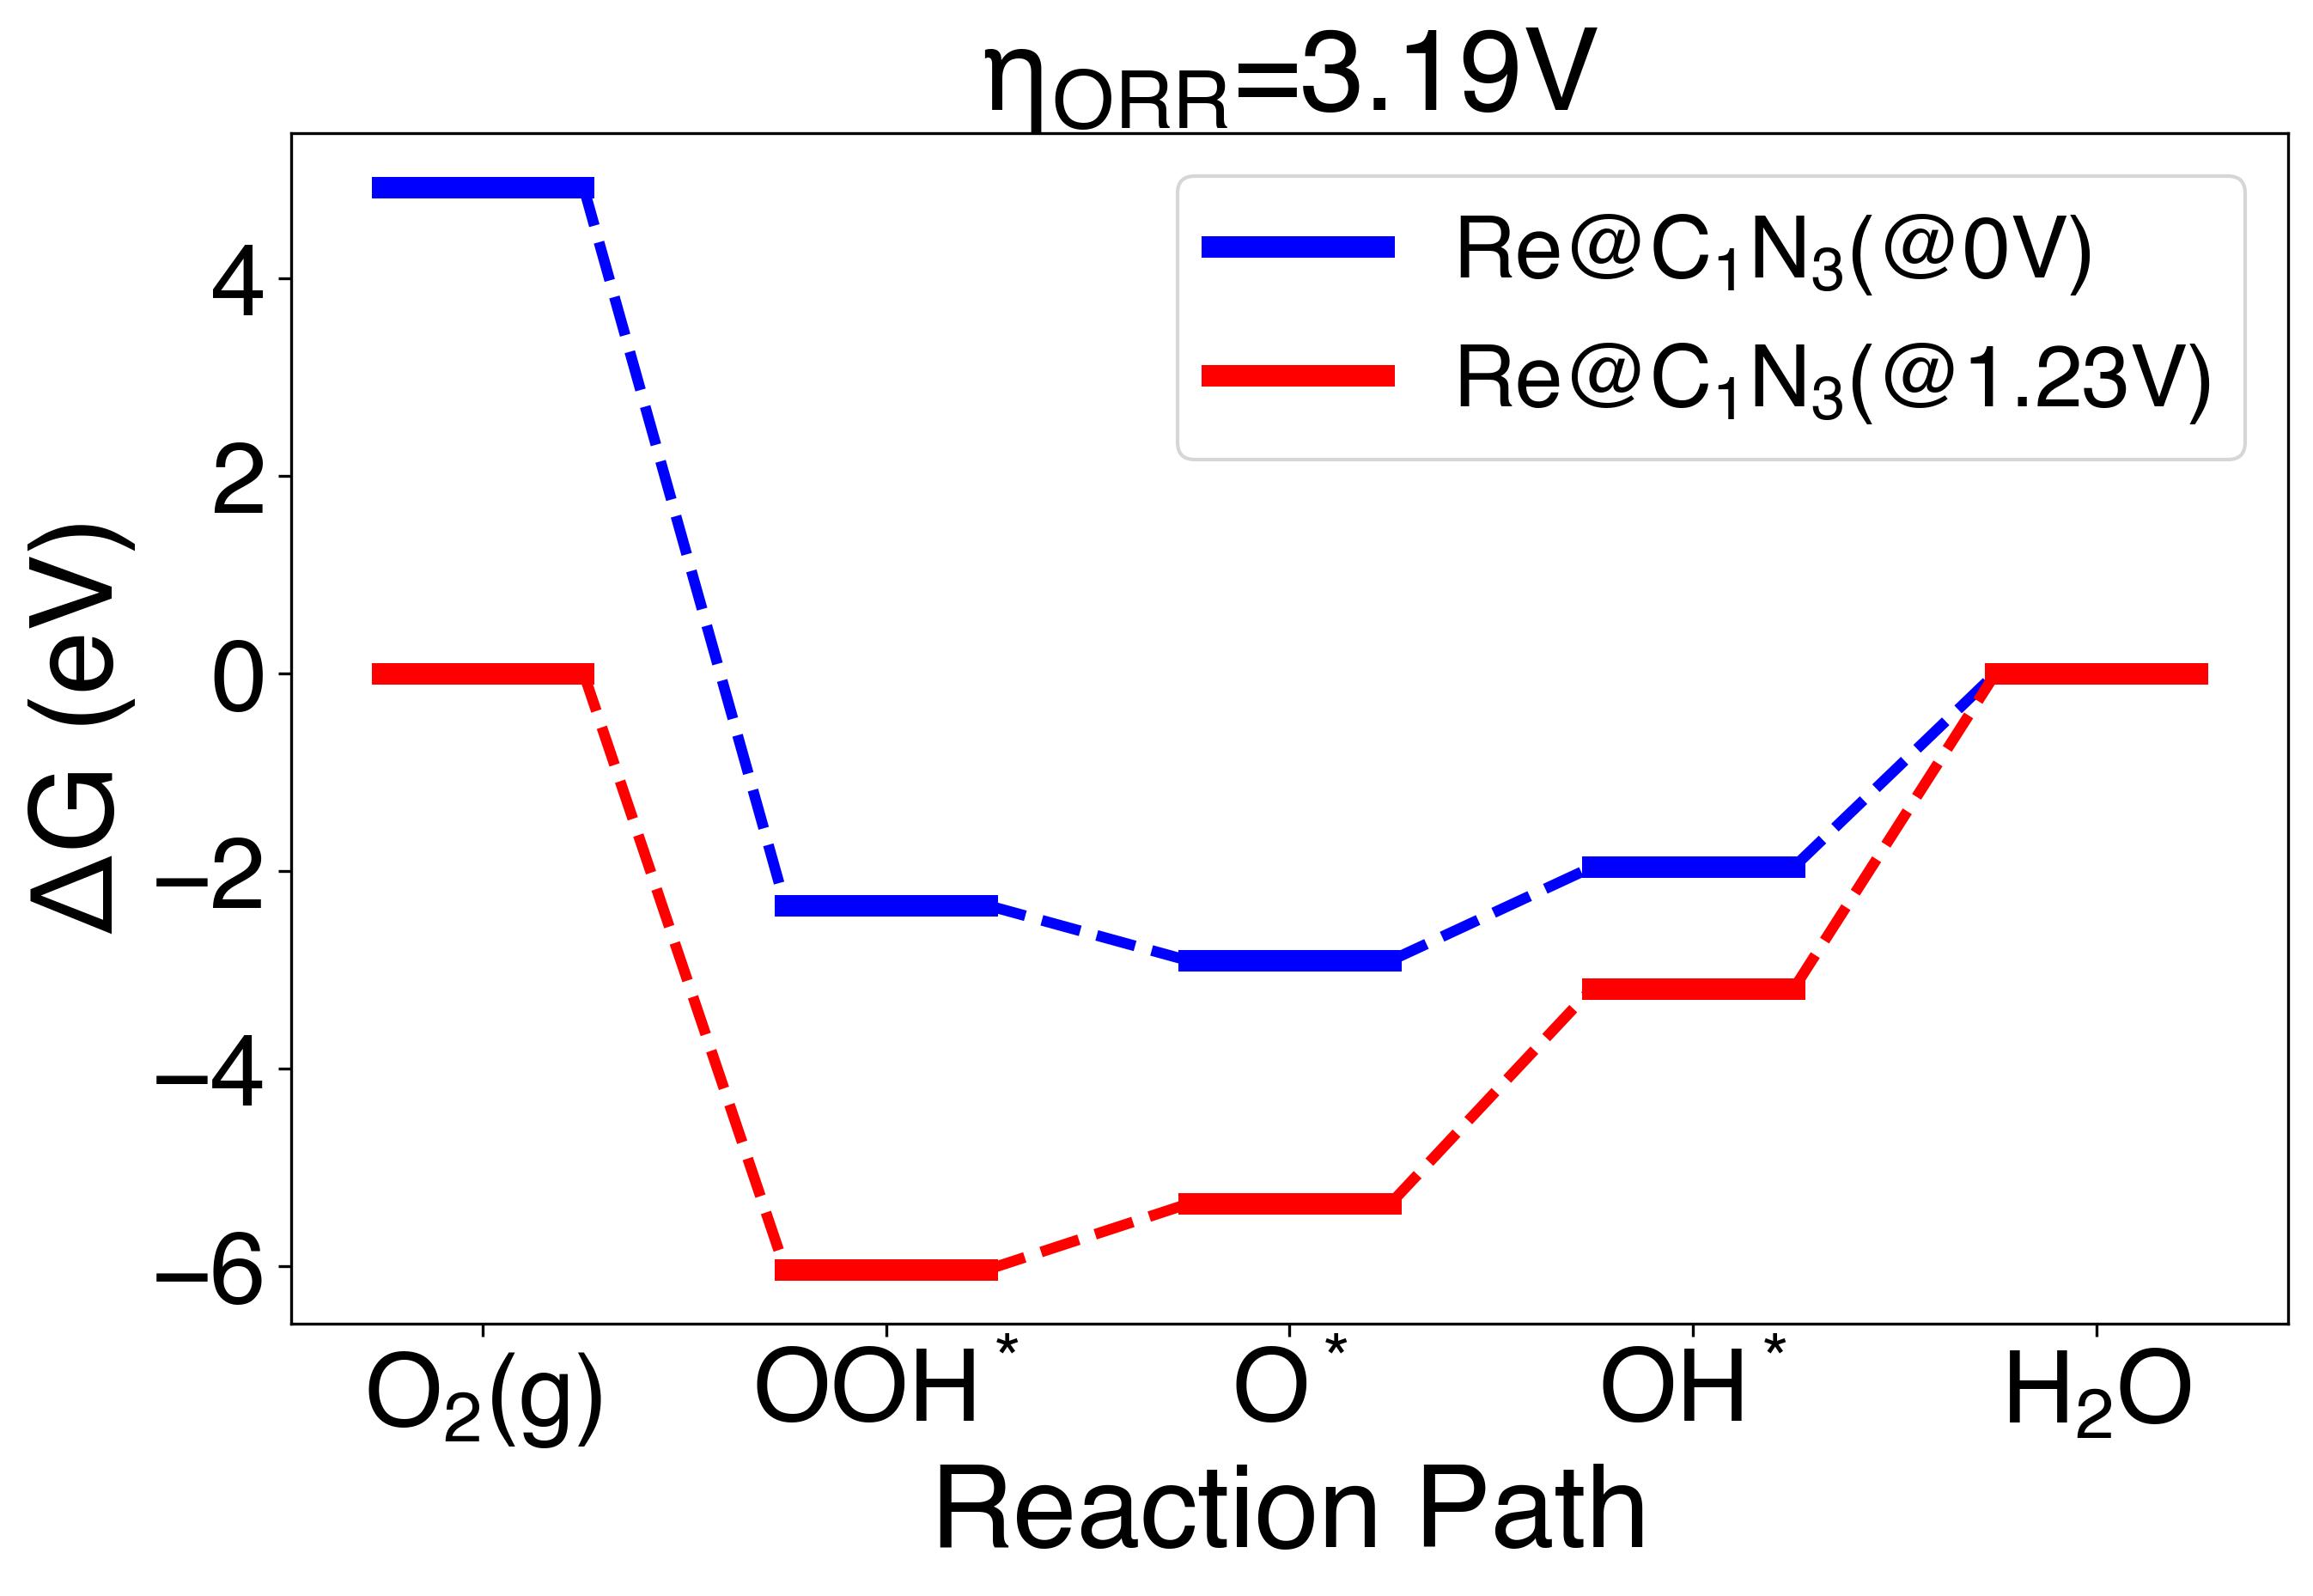 η_ORR=3.19V
Re@C₁N₃(@0V)
Re@C₁N₃(@1.23V)
ΔG (eV)
4
2
0
−2
−4
−6
O₂(g) OOH* O* OH* H₂O
Reaction Path